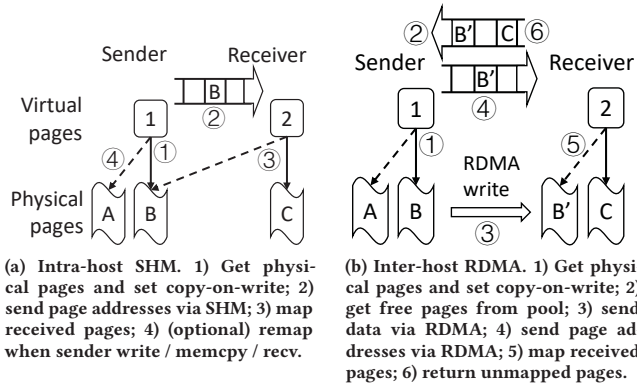 Sender
Receiver
B
②
Virtual
pages
1
2
④
①
③
Physical
pages
A
B
C
(a) Intra-host SHM. 1) Get physi-
cal pages and set copy-on-write; 2)
send page addresses via SHM; 3) map
received pages; 4) (optional) remap
when sender write / memcpy / recv.
②
B'
C
⑥
Sender
Receiver
B'
④
1
2
①
⑤
RDMA
write
③
A
B
B'
C
(b) Inter-host RDMA. 1) Get physi-
cal pages and set copy-on-write; 2)
get free pages from pool; 3) send
data via RDMA; 4) send page ad-
dresses via RDMA; 5) map received
pages; 6) return unmapped pages.